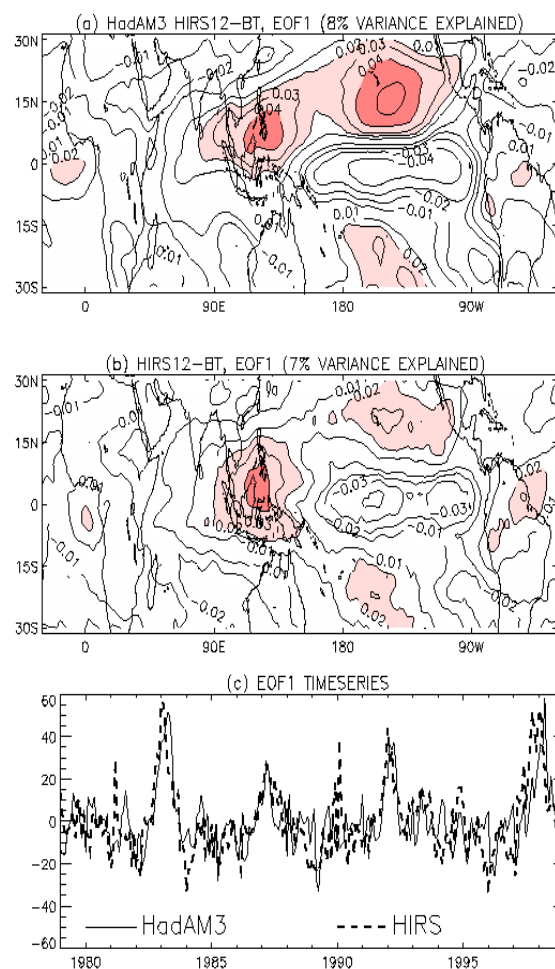 (a) HadAM3 HIRS12-BT, EOF1 (8% VARIANCE EXPLAINED)
30N
15N
0
15S
30S
0 90E 180 90W
-0.02
-0.01
0.02
0.03
0.04
0.01
-0.02
0.03
-0.03
-0.04
-0.02
0.01
-0.01
0.02
0.01
-0.01
-0.01
0.02
(b) HIRS12-BT, EOF1 (7% VARIANCE EXPLAINED)
30N
15N
0
15S
30S
0 90E 180 90W
-0.01
0.02
-0.01
0.01
-0.03
-0.03
-0.02
-0.01
0.01
-0.02
-0.02
0.02
(c) EOF1 TIMESERIES
60
40
20
0
-20
-40
-60
HadAM3 HIRS
1980 1985 1990 1995